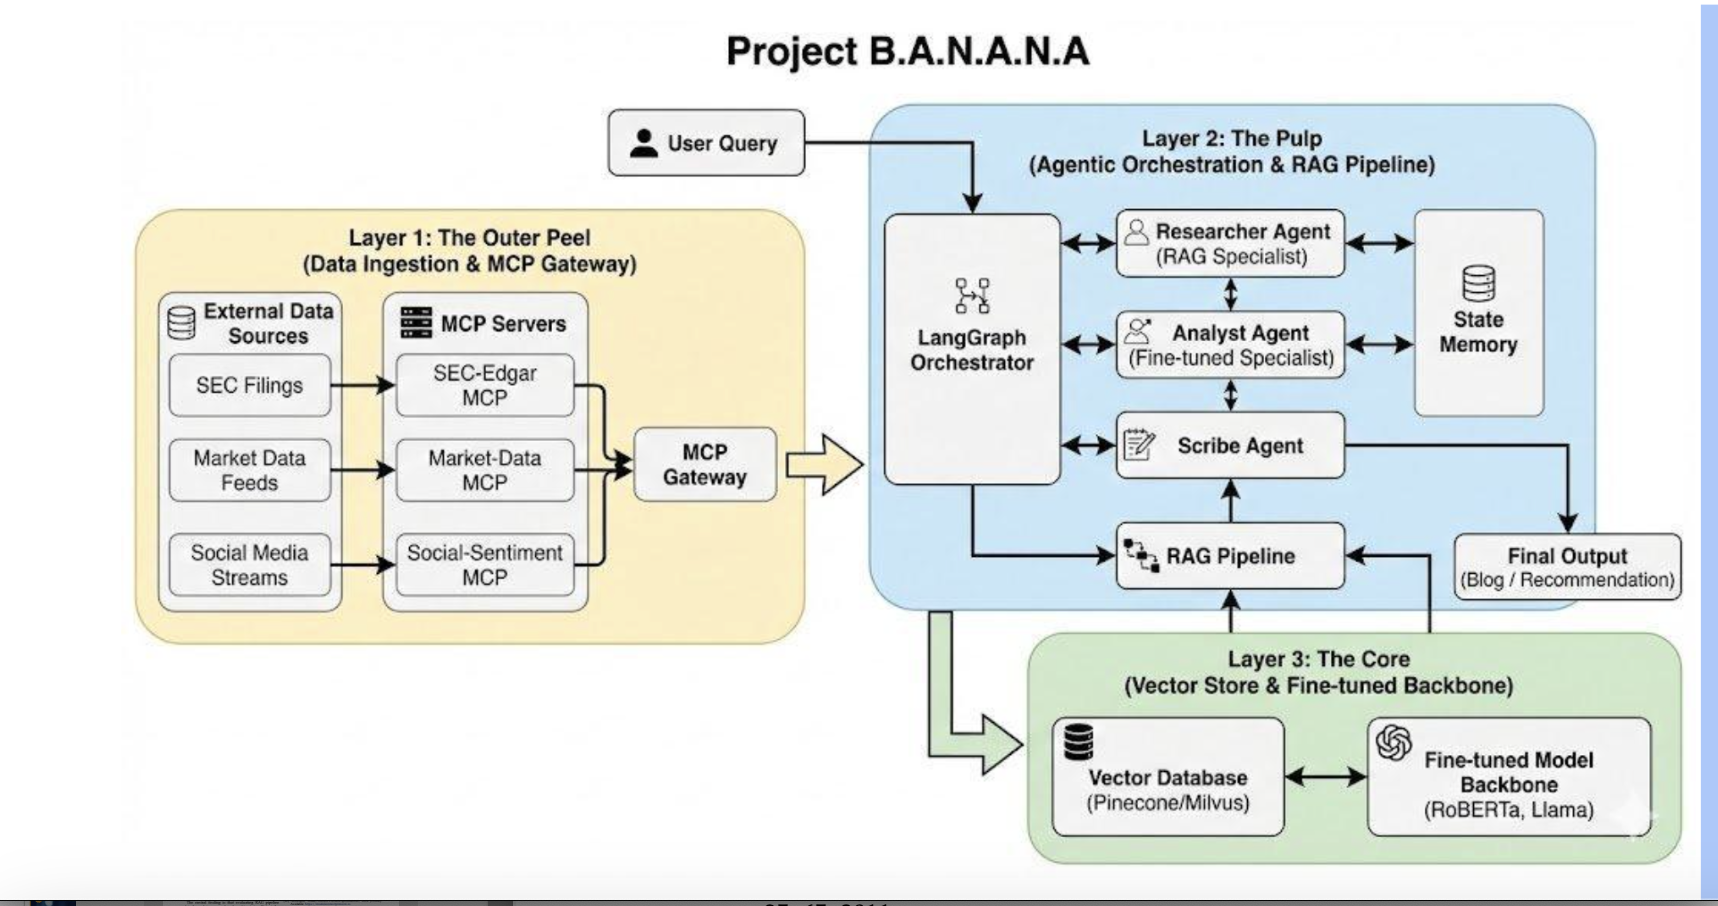 Project B.A.N.A.N.A
User Query
Layer 1: The Outer Peel
(Data Ingestion & MCP Gateway)
External Data
Sources
SEC Filings
Market Data
Feeds
Social Media
Streams
MCP Servers
SEC-Edgar
MCP
Market-Data
MCP
Social-Sentiment
MCP
MCP
Gateway
Layer 2: The Pulp
(Agentic Orchestration & RAG Pipeline)
LangGraph
Orchestrator
Researcher Agent
(RAG Specialist)
Analyst Agent
(Fine-tuned Specialist)
Scribe Agent
RAG Pipeline
State
Memory
Final Output
(Blog / Recommendation)
Layer 3: The Core
(Vector Store & Fine-tuned Backbone)
Vector Database
(Pinecone/Milvus)
Fine-tuned Model
Backbone
(RoBERTa, Llama)